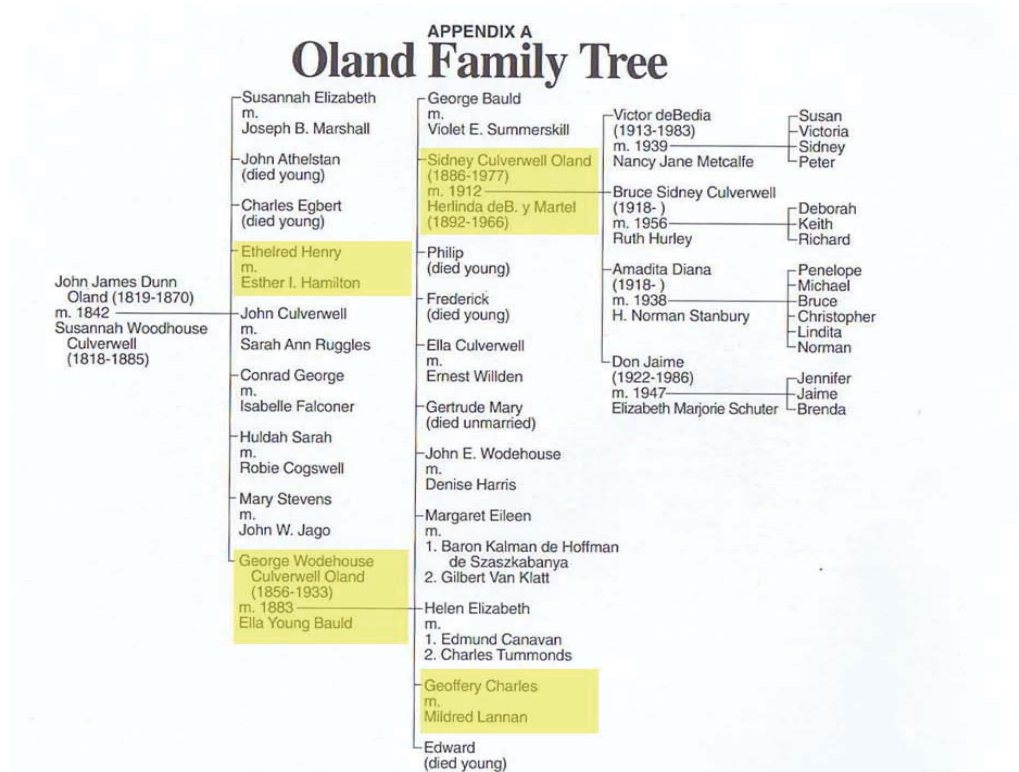 APPENDIX A
Oland Family Tree
John James Dunn
Oland (1819-1870)
m. 1842
Susannah Woodhouse
Culverwell
(1818-1885)
Susannah Elizabeth
m.
Joseph B. Marshall
John Athelstan
(died young)
Charles Egbert
(died young)
Ethelred Henry
m.
Esther I. Hamilton
John Culverwell
m.
Sarah Ann Ruggles
Conrad George
m.
Isabelle Falconer
Huldah Sarah
m.
Robie Cogswell
Mary Stevens
m.
John W. Jago
George Wodehouse
Culverwell Oland
(1856-1933)
m. 1883
Ella Young Bauld
George Bauld
m.
Violet E. Summerskill
Sidney Culverwell Oland
(1886-1977)
m. 1912
Herlinda deB. y Martel
(1892-1966)
Philip
(died young)
Frederick
(died young)
Ella Culverwell
m.
Ernest Willden
Gertrude Mary
(died unmarried)
John E. Wodehouse
m.
Denise Harris
Margaret Eileen
m.
1. Baron Kalman de Hoffman
de Szaszkabanya
2. Gilbert Van Klatt
Helen Elizabeth
m.
1. Edmund Canavan
2. Charles Tummonds
Geoffery Charles
m.
Mildred Lannan
Edward
(died young)
Victor deBedia
(1913-1983)
m. 1939
Nancy Jane Metcalfe
Bruce Sidney Culverwell
(1918- )
m. 1956
Ruth Hurley
Amadita Diana
(1918- )
m. 1938
H. Norman Stanbury
Don Jaime
(1922-1986)
m. 1947
Elizabeth Marjorie Schuter
Susan
Victoria
Sidney
Peter
Deborah
Keith
Richard
Penelope
Michael
Bruce
Christopher
Lindita
Norman
Jennifer
Jaime
Brenda